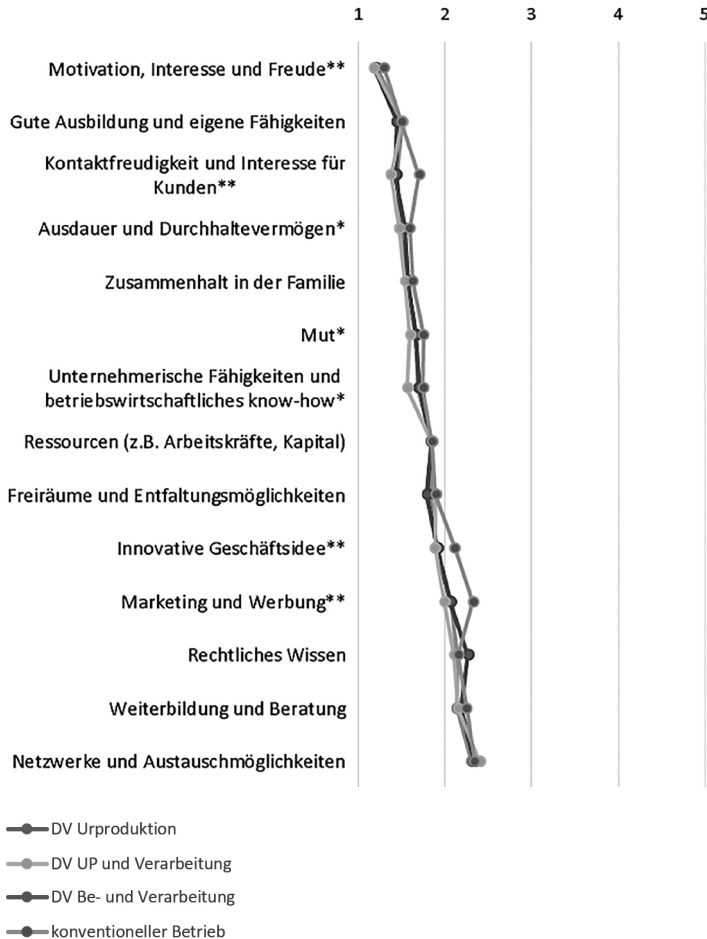 1 2 3 4 5
Motivation, Interesse und Freude**
Gute Ausbildung und eigene Fähigkeiten
Kontaktfreudigkeit und Interesse für
Kunden**
Ausdauer und Durchhaltevermögen*
Zusammenhalt in der Familie
Mut*
Unternehmerische Fähigkeiten und
betriebswirtschaftliches know-how*
Ressourcen (z.B. Arbeitskräfte, Kapital)
Freiräume und Entfaltungsmöglichkeiten
Innovative Geschäftsidee**
Marketing und Werbung**
Rechtliches Wissen
Weiterbildung und Beratung
Netzwerke und Austauschmöglichkeiten
DV Urproduktion
DV UP und Verarbeitung
DV Be- und Verarbeitung
konventioneller Betrieb